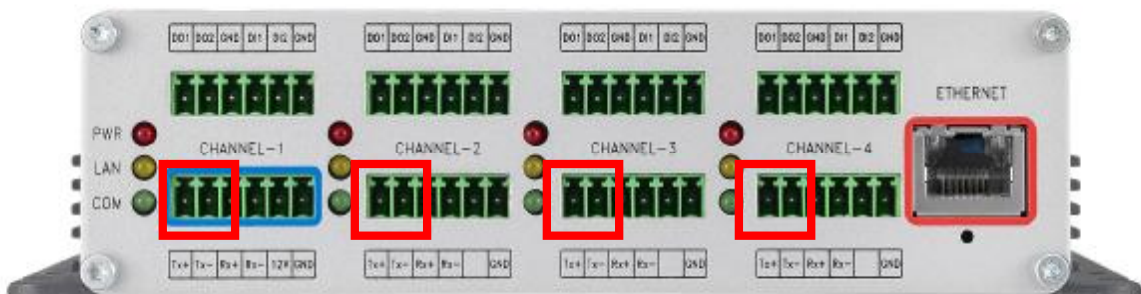 DO1 DO2 GND DI1 DI2 GND
DO1 DO2 GND DI1 DI2 GND
DO1 DO2 GND DI1 DI2 GND
DO1 DO2 GND DI1 DI2 GND
ETHERNET
PWR
LAN
COM
CHANNEL-1
CHANNEL-2
CHANNEL-3
CHANNEL-4
Tx+ Tx- Rx+ Rx- 12V GND
Tx+ Tx- Rx+ Rx- GND
Tx+ Tx- Rx+ Rx- GND
Tx+ Tx- Rx+ Rx- GND